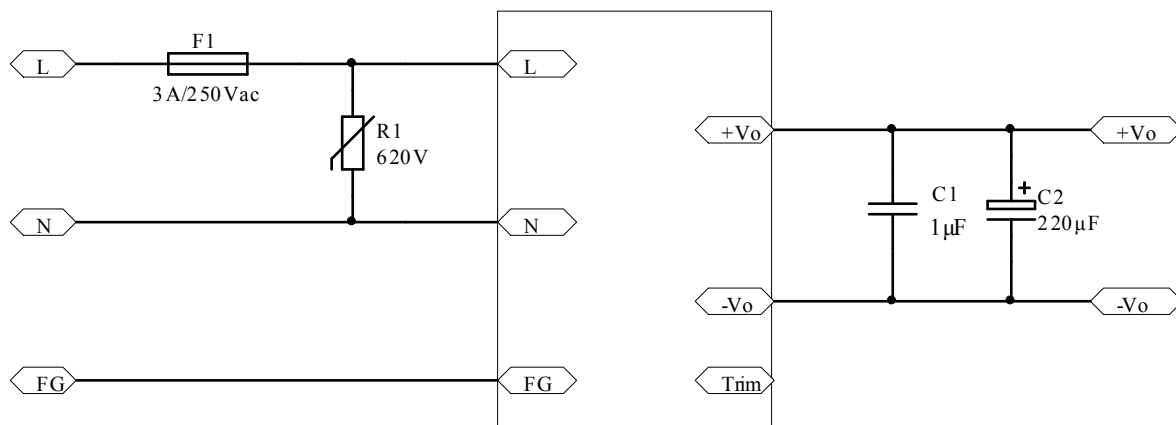 F1
L
L
3A/250Vac
R1
620V
+Vo
+Vo
C1
1μF
+
C2
220μF
N
N
-Vo
-Vo
FG
FG
Trim